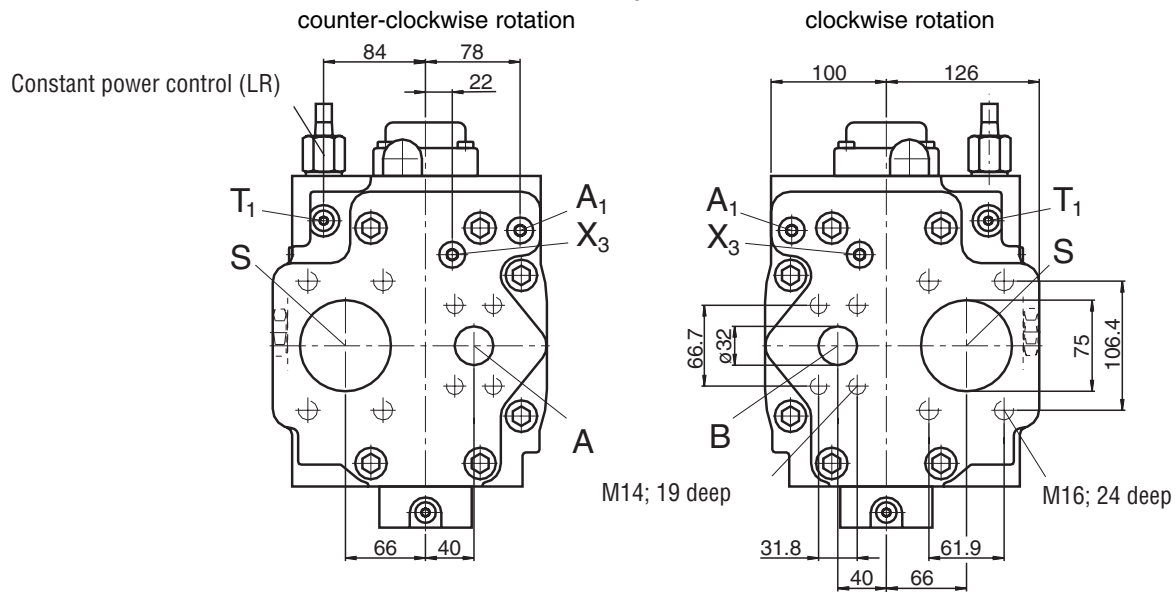 counter-clockwise rotation
clockwise rotation
84
78
22
Constant power control (LR)
100
126
T1
A1
X3
S
A
A1
X3
T1
S
66.7
ø32
75
106.4
B
M14; 19 deep
M16; 24 deep
66
40
31.8
61.9
40
66